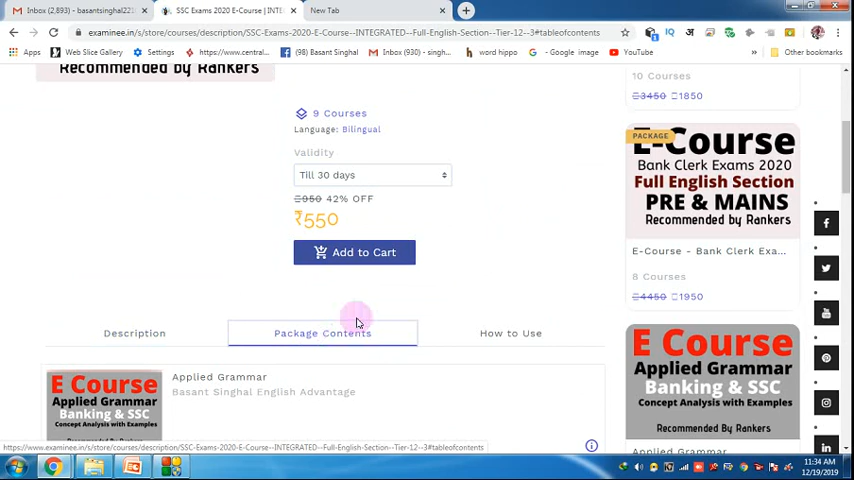 Inbox (2,893) - basantsinghal22
SSC Exams 2020 E-Course | INTE
New Tab
examinee.in/s/store/courses/description/SSC-Exams-2020-E-Course--INTEGRATED--Full-English-Section--Tier-12--3#tableofcontents
Apps
Web Slice Gallery
Settings
https://www.central...
(98) Basant Singhal
Inbox (930) - singh...
word hippo
- Google image
YouTube
Other bookmarks
Recommended by Rankers
9 Courses
Language: Bilingual
Validity
Till 30 days
950 42% OFF
₹550
Add to Cart
Description
Package Contents
How to Use
E Course
Applied Grammar
Banking & SSC
Concept Analysis with Examples
Applied Grammar
Basant Singhal English Advantage
10 Courses
3450 1850
PACKAGE
E-Course
Bank Clerk Exams 2020
Full English Section
PRE & MAINS
Recommended by Rankers
E-Course - Bank Clerk Exa...
8 Courses
4450 1950
E Course
Applied Grammar
Banking & SSC
Concept Analysis with Examples
Recommended by Rankers
Applied Grammar
https://www.examinee.in/s/store/courses/description/SSC-Exams-2020-E-Course--INTEGRATED--Full-English-Section--Tier-12--3#tableofcontents
11:34 AM
12/19/2019